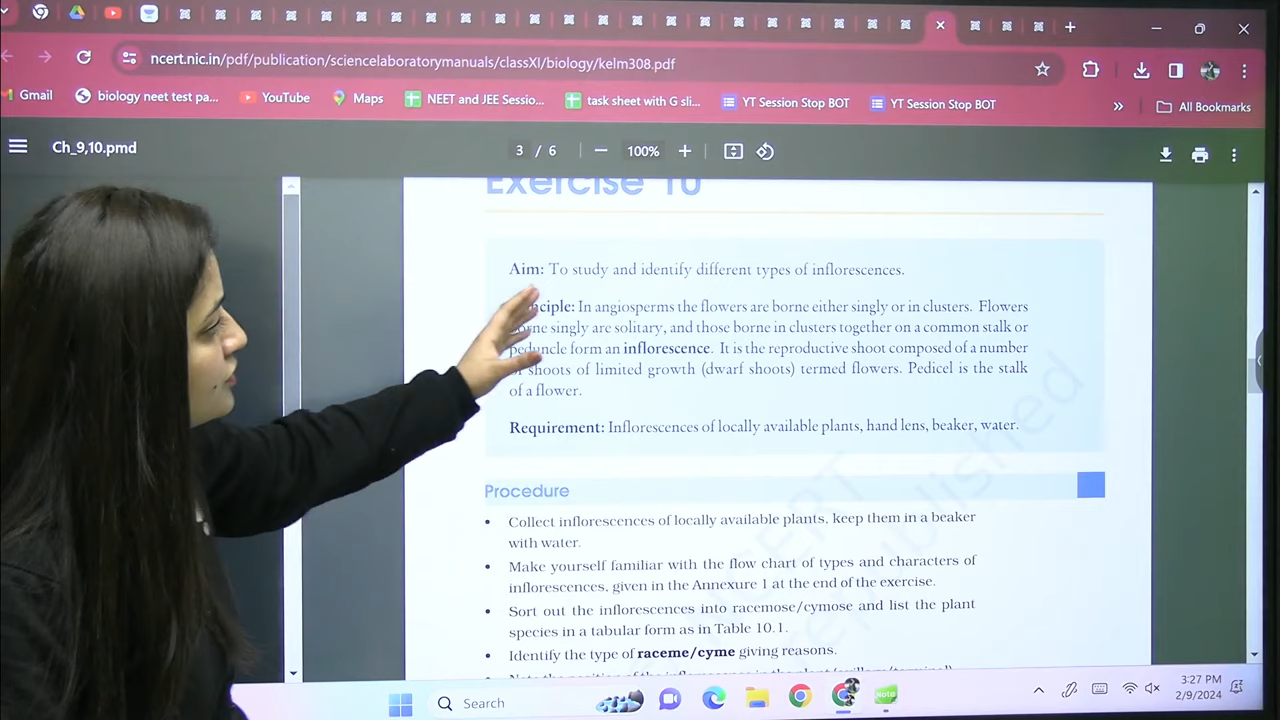 ncert.nic.in/pdf/publication/sciencelaboratorymanuals/classXI/biology/kelm308.pdf
Gmail
biology neet test pa...
YouTube
Maps
NEET and JEE Sessio...
task sheet with G sli...
YT Session Stop BOT
YT Session Stop BOT
»
All Bookmarks
Ch_9,10.pmd
3 / 6
100%
Exercise 10
Aim: To study and identify different types of inflorescences.
In angiosperms the flowers are borne either singly or in clusters. Flowers
singly are solitary, and those borne in clusters together on a common stalk or
peduncle form an inflorescence. It is the reproductive shoot composed of a number
shoots of limited growth (dwarf shoots) termed flowers. Pedicel is the stalk
of a flower.
Requirement: Inflorescences of locally available plants, hand lens, beaker, water.
Procedure
• Collect inflorescences of locally available plants, keep them in a beaker
with water.
• Make yourself familiar with the flow chart of types and characters of
inflorescences, given in the Annexure 1 at the end of the exercise.
• Sort out the inflorescences into racemose/cymose and list the plant
species in a tabular form as in Table 10.1.
• Identify the type of raceme/cyme giving reasons.
Search
Note
3:27 PM
2/9/2024